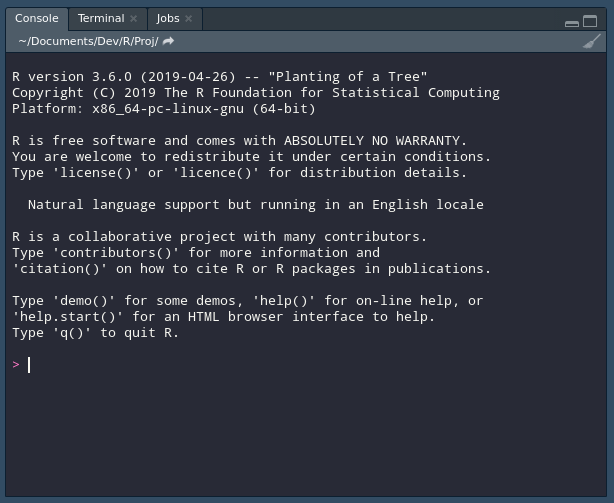 Console Terminal Jobs
~/Documents/Dev/R/Proj/
R version 3.6.0 (2019-04-26) -- "Planting of a Tree"
Copyright (C) 2019 The R Foundation for Statistical Computing
Platform: x86_64-pc-linux-gnu (64-bit)
R is free software and comes with ABSOLUTELY NO WARRANTY.
You are welcome to redistribute it under certain conditions.
Type 'license()' or 'licence()' for distribution details.
Natural language support but running in an English locale
R is a collaborative project with many contributors.
Type 'contributors()' for more information and
'citation()' on how to cite R or R packages in publications.
Type 'demo()' for some demos, 'help()' for on-line help, or
'help.start()' for an HTML browser interface to help.
Type 'q()' to quit R.
>